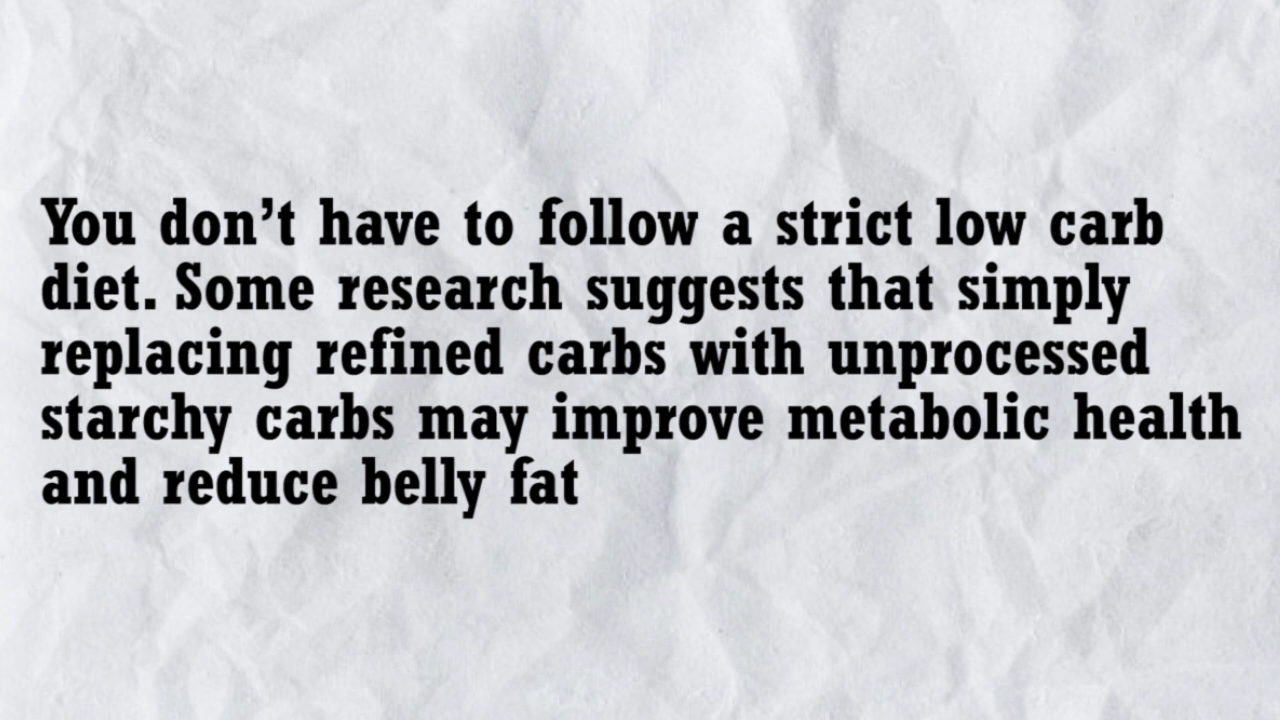 You don’t have to follow a strict low carb
diet. Some research suggests that simply
replacing refined carbs with unprocessed
starchy carbs may improve metabolic health
and reduce belly fat